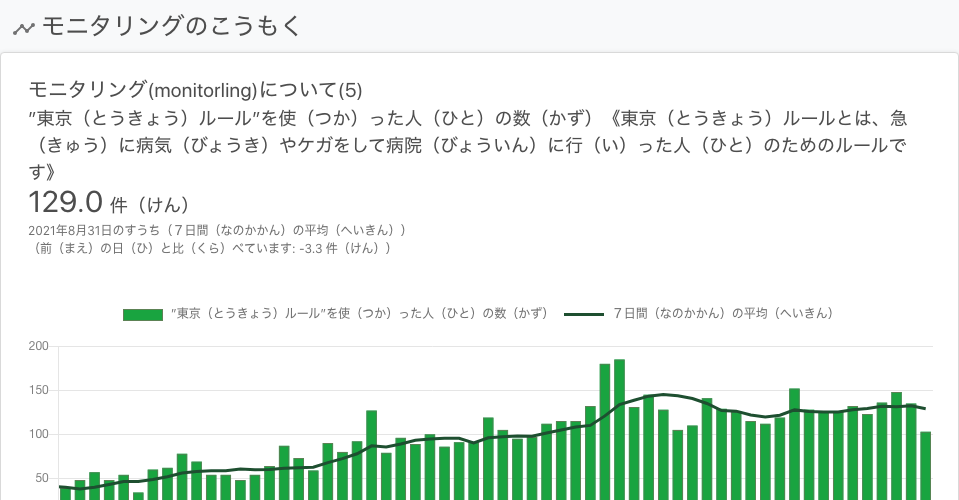 モニタリングのこうもく
モニタリング(monitorling)について(5)
”東京（とうきょう）ルール”を使（つか）った人（ひと）の数（かず）《東京（とうきょう）ルールとは、急
（きゅう）に病気（びょうき）やケガをして病院（びょういん）に行（い）った人（ひと）のためのルールで
す》
129.0 件（けん）
2021年8月31日のすうち（７日間（なのかかん）の平均（へいきん））
（前（まえ）の日（ひ）と比（くら）べています: -3.3 件（けん））
”東京（とうきょう）ルール”を使（つか）った人（ひと）の数（かず） ７日間（なのかかん）の平均（へいきん）
200
150
100
50